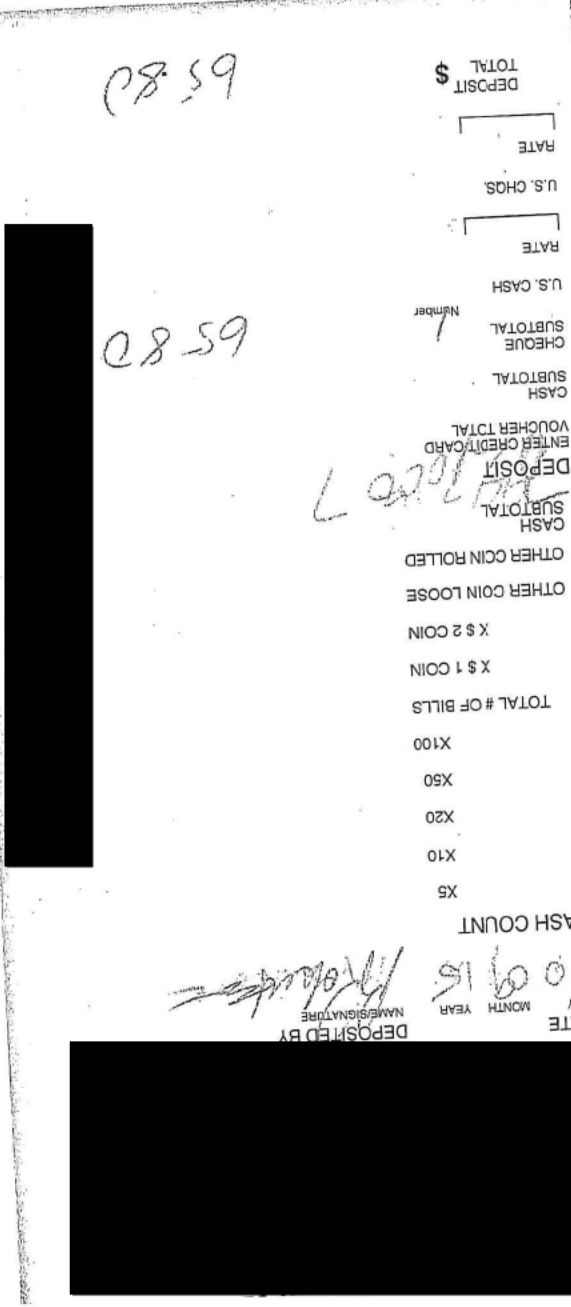 TE DEPOSITED BY
MONTH YEAR NAME/SIGNATURE
0 09 15
ASH COUNT
X5
X10
X20
X50
X100
TOTAL # OF BILLS
X $ 1 COIN
X $ 2 COIN
OTHER COIN LOOSE
OTHER COIN ROLLED
CASH
SUBTOTAL
DEPOSIT
ENTER CREDIT CARD
VOUCHER TOTAL
CASH
SUBTOTAL
CHEQUE
SUBTOTAL 1 65 80
Number
U.S. CASH
RATE
U.S. CHQS.
RATE
DEPOSIT
TOTAL $ 65.80